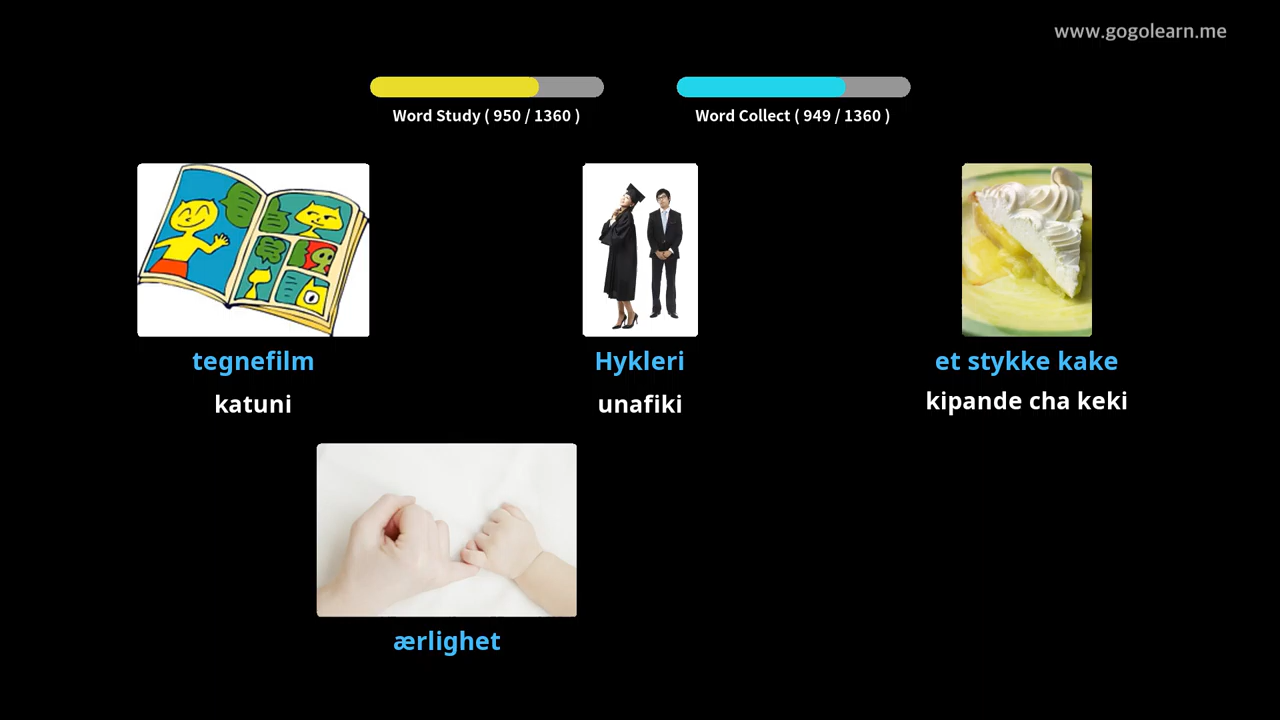 www.gogolearn.me
Word Study ( 950 / 1360 )
Word Collect ( 949 / 1360 )
tegnefilm
katuni
Hykleri
unafiki
et stykke kake
kipande cha keki
ærlighet